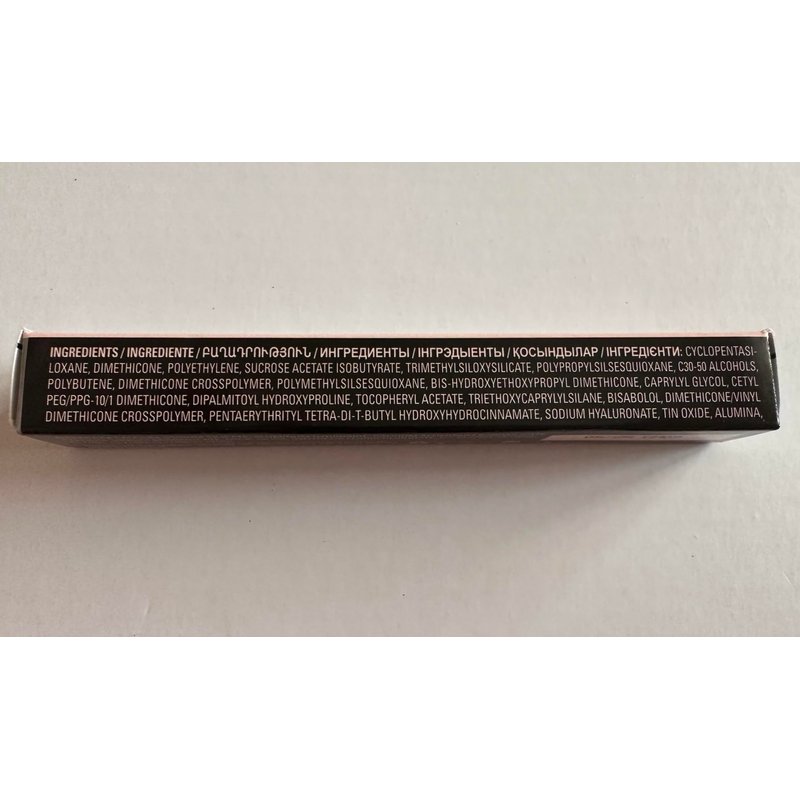 INGREDIENTS / INGREDIENTE / ԲԱՂԱԴՐՈՒԹՅՈՒՆ / ИНГРЕДИЕНТЫ / ІНГРЭДЫЕНТЫ / ҚОСЫНДЫЛАР / ІНГРЕДІЄНТИ: CYCLOPENTASI-
LOXANE, DIMETHICONE, POLYETHYLENE, SUCROSE ACETATE ISOBUTYRATE, TRIMETHYLSILOXYSILICATE, POLYPROPYLSILSESQUIOXANE, C30-50 ALCOHOLS,
POLYBUTENE, DIMETHICONE CROSSPOLYMER, POLYMETHYLSILSESQUIOXANE, BIS-HYDROXYETHOXYPROPYL DIMETHICONE, CAPRYLYL GLYCOL, CETYL
PEG/PPG-10/1 DIMETHICONE, DIPALMITOYL HYDROXYPROLINE, TOCOPHERYL ACETATE, TRIETHOXYCAPRYLYLSILANE, BISABOLOL, DIMETHICONE/VINYL
DIMETHICONE CROSSPOLYMER, PENTAERYTHRITYL TETRA-DI-T-BUTYL HYDROXYHYDROCINNAMATE, SODIUM HYALURONATE, TIN OXIDE, ALUMINA,